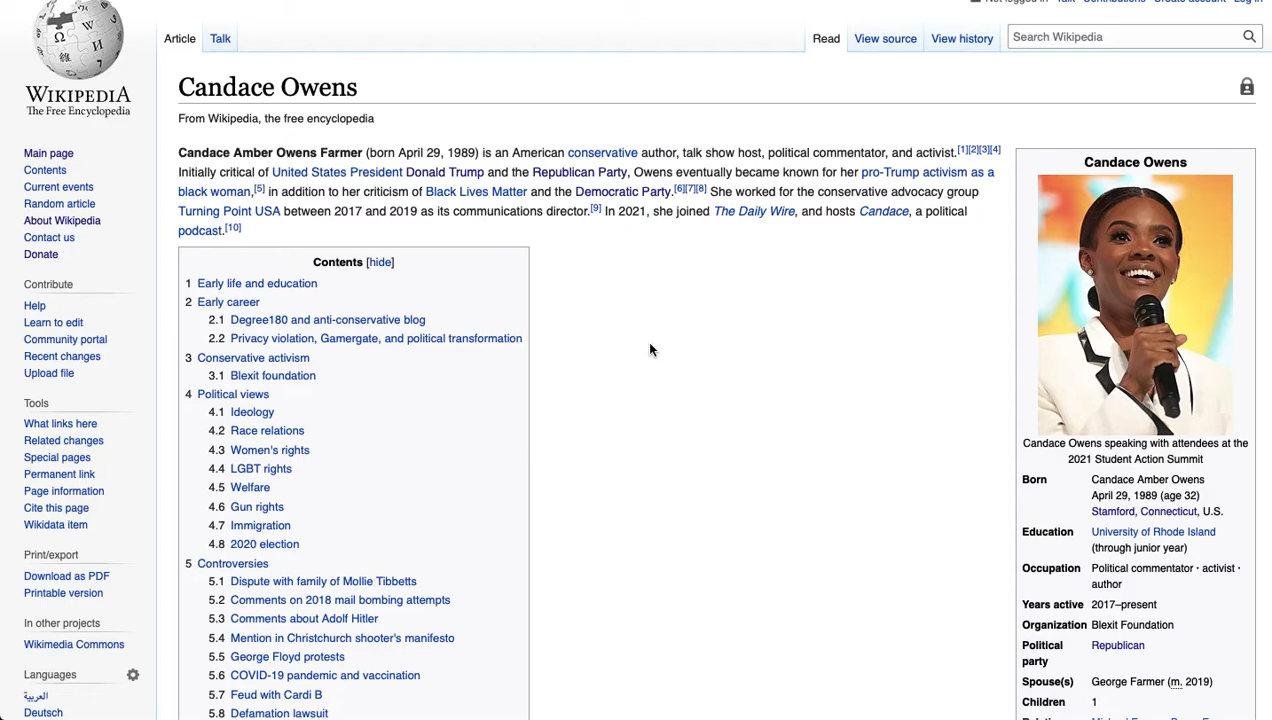 Talk Contributions Create account Log in
Article Talk Read View source View history Search Wikipedia
WIKIPEDIA
The Free Encyclopedia
Main page
Contents
Current events
Random article
About Wikipedia
Contact us
Donate
Contribute
Help
Learn to edit
Community portal
Recent changes
Upload file
Tools
What links here
Related changes
Special pages
Permanent link
Page information
Cite this page
Wikidata item
Print/export
Download as PDF
Printable version
In other projects
Wikimedia Commons
Languages
العربية
Deutsch
Candace Owens
From Wikipedia, the free encyclopedia
Candace Amber Owens Farmer (born April 29, 1989) is an American conservative author, talk show host, political commentator, and activist.[1][2][3][4]
Initially critical of United States President Donald Trump and the Republican Party, Owens eventually became known for her pro-Trump activism as a
black woman,[5] in addition to her criticism of Black Lives Matter and the Democratic Party.[6][7][8] She worked for the conservative advocacy group
Turning Point USA between 2017 and 2019 as its communications director.[9] In 2021, she joined The Daily Wire, and hosts Candace, a political
podcast.[10]
Contents [hide]
1 Early life and education
2 Early career
2.1 Degree180 and anti-conservative blog
2.2 Privacy violation, Gamergate, and political transformation
3 Conservative activism
3.1 Blexit foundation
4 Political views
4.1 Ideology
4.2 Race relations
4.3 Women's rights
4.4 LGBT rights
4.5 Welfare
4.6 Gun rights
4.7 Immigration
4.8 2020 election
5 Controversies
5.1 Dispute with family of Mollie Tibbetts
5.2 Comments on 2018 mail bombing attempts
5.3 Comments about Adolf Hitler
5.4 Mention in Christchurch shooter's manifesto
5.5 George Floyd protests
5.6 COVID-19 pandemic and vaccination
5.7 Feud with Cardi B
5.8 Defamation lawsuit
Candace Owens
Candace Owens speaking with attendees at the
2021 Student Action Summit
Born Candace Amber Owens
April 29, 1989 (age 32)
Stamford, Connecticut, U.S.
Education University of Rhode Island
(through junior year)
Occupation Political commentator · activist ·
author
Years active 2017–present
Organization Blexit Foundation
Political Republican
party
Spouse(s) George Farmer (m. 2019)
Children 1